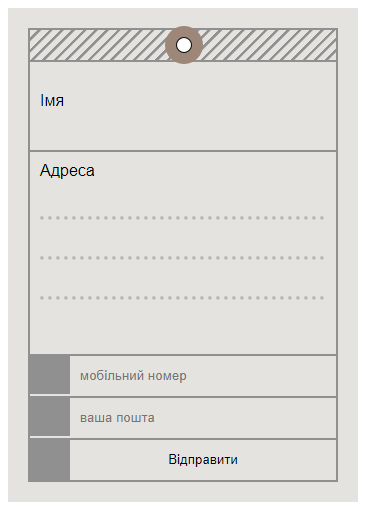 Імя
Адреса
мобільний номер
ваша пошта
Відправити